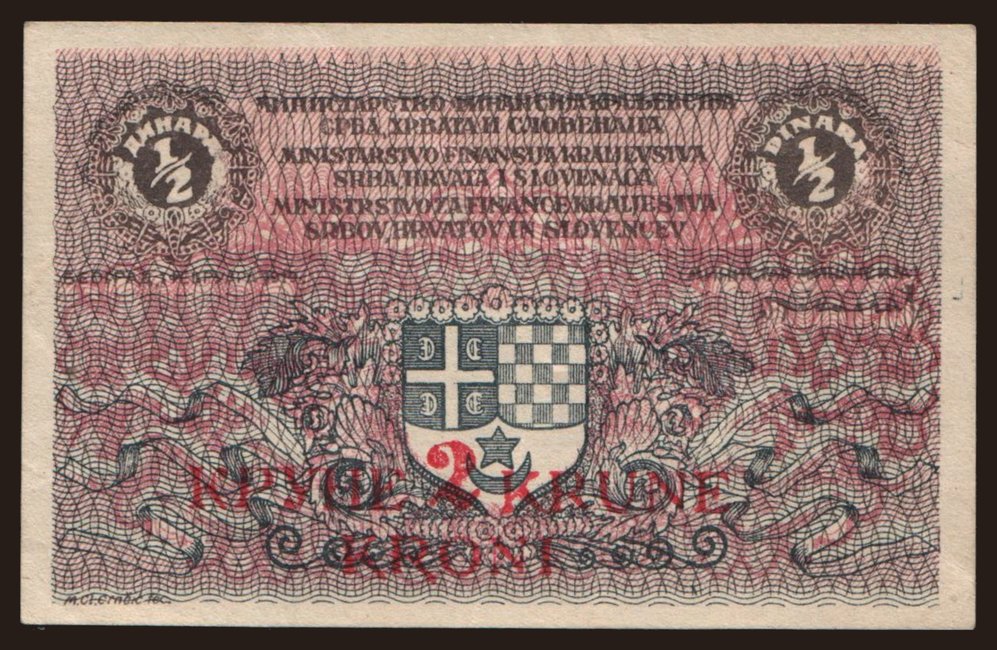 ДИНАРА
1/2
МИНИСТАРСТВО ФИНАНСИЈА КРАЉЕВСТВА
СРБА, ХРВАТА И СЛОВЕНАЦА
MINISTARSTVO FINANSIJA KRALJEVSTVA
SRBA, HRVATA I SLOVENACA
MINISTRSTVO ZA FINANCE KRALJESTVA
SRBOV, HRVATOV IN SLOVENCEV
DINARA
1/2
КРУНЕ 2 KRUNE
KRONI